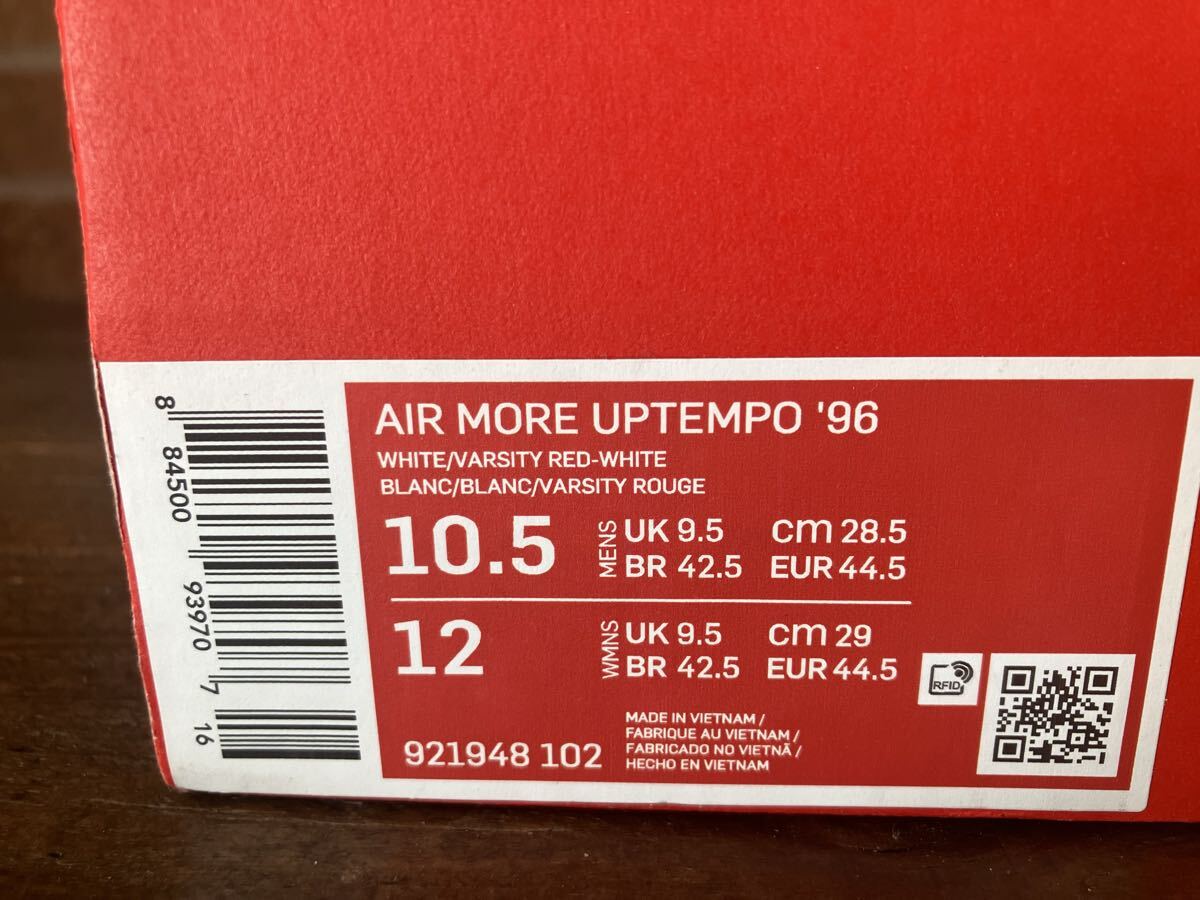 AIR MORE UPTEMPO '96
WHITE/VARSITY RED-WHITE
BLANC/BLANC/VARSITY ROUGE
10.5 MENS UK 9.5 cm 28.5
BR 42.5 EUR 44.5
12 WMNS UK 9.5 cm 29
BR 42.5 EUR 44.5
RFID
921948 102
MADE IN VIETNAM /
FABRIQUE AU VIETNAM /
FABRICADO NO VIETNÃ /
HECHO EN VIETNAM
8 84500 93970 7 16